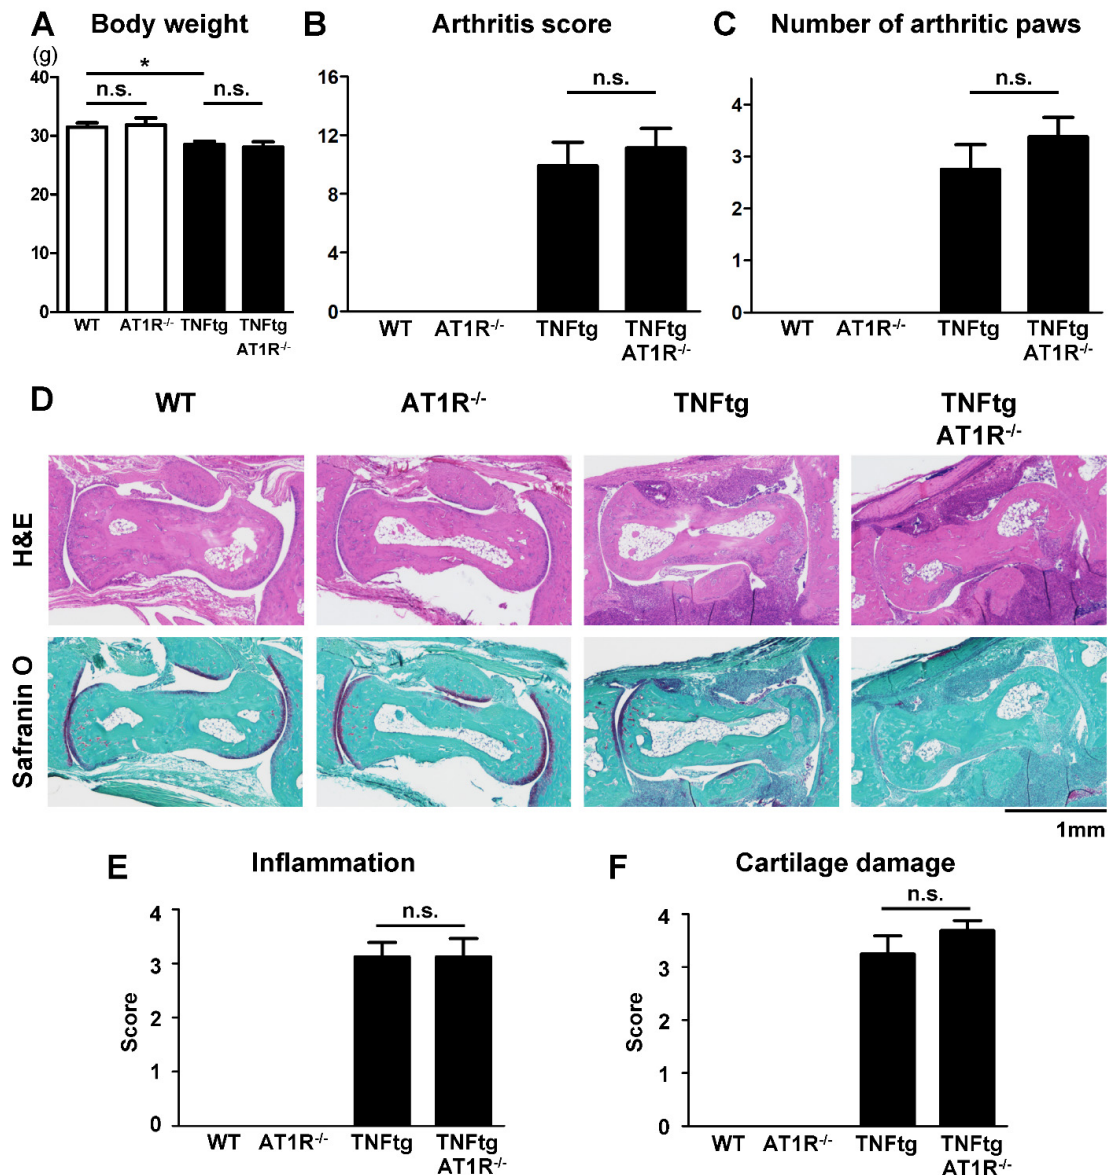 A Body weight
(g)
40
30
20
10
0
*
n.s.
n.s.
WT AT1R-/- TNFtg TNFtg
AT1R-/-
B Arthritis score
16
12
8
4
0
n.s.
WT AT1R-/- TNFtg TNFtg
AT1R-/-
C Number of arthritic paws
4
3
2
1
0
n.s.
WT AT1R-/- TNFtg TNFtg
AT1R-/-
D WT AT1R-/- TNFtg TNFtg
AT1R-/-
H&E
Safranin O
1mm
E Inflammation
Score
4
3
2
1
0
n.s.
WT AT1R-/- TNFtg TNFtg
AT1R-/-
F Cartilage damage
Score
4
3
2
1
0
n.s.
WT AT1R-/- TNFtg TNFtg
AT1R-/-